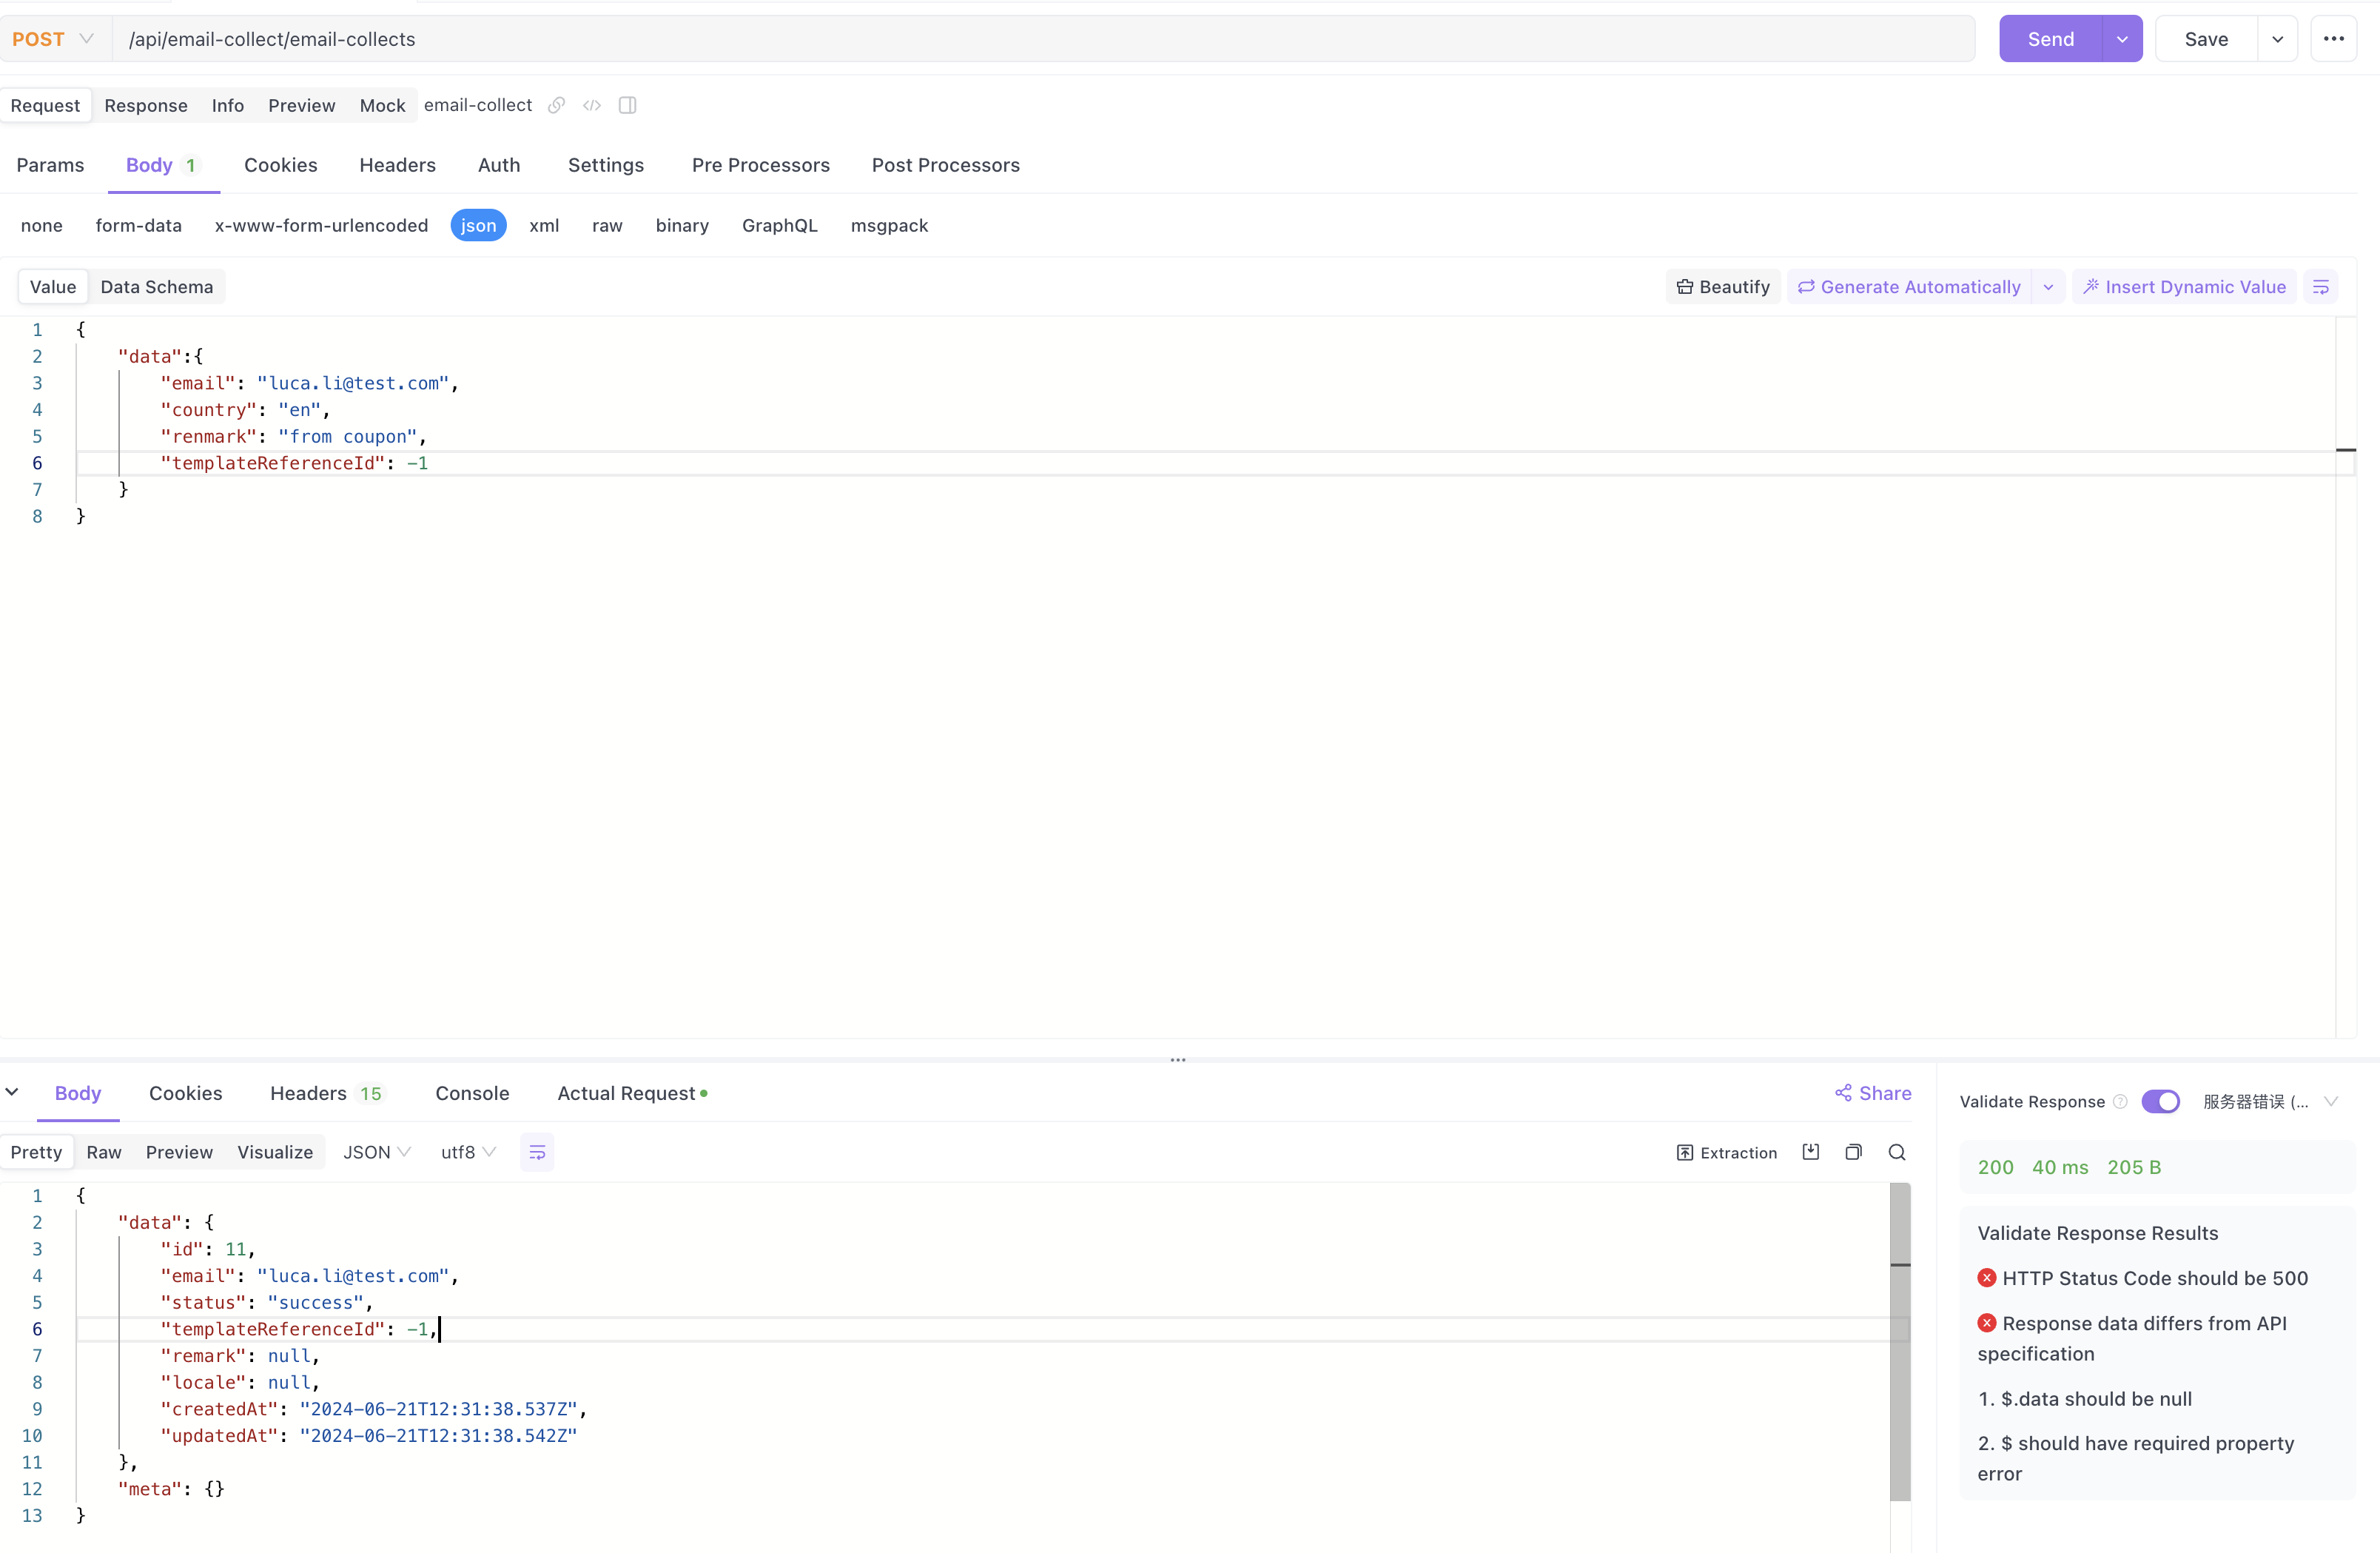 POST /api/email-collect/email-collects Send Save
Request Response Info Preview Mock email-collect
Params Body 1 Cookies Headers Auth Settings Pre Processors Post Processors
none form-data x-www-form-urlencoded json xml raw binary GraphQL msgpack
Value Data Schema Beautify Generate Automatically Insert Dynamic Value
1 {
2 "data":{
3 "email": "luca.li@test.com",
4 "country": "en",
5 "renmark": "from coupon",
6 "templateReferenceId": -1
7 }
8 }
Body Cookies Headers 15 Console Actual Request Share
Pretty Raw Preview Visualize JSON utf8 Extraction
1 {
2 "data": {
3 "id": 11,
4 "email": "luca.li@test.com",
5 "status": "success",
6 "templateReferenceId": -1,
7 "remark": null,
8 "locale": null,
9 "createdAt": "2024-06-21T12:31:38.537Z",
10 "updatedAt": "2024-06-21T12:31:38.542Z"
11 },
12 "meta": {}
13 }
Validate Response 服务器错误 (...
200 40 ms 205 B
Validate Response Results
HTTP Status Code should be 500
Response data differs from API
specification
1. $.data should be null
2. $ should have required property
error